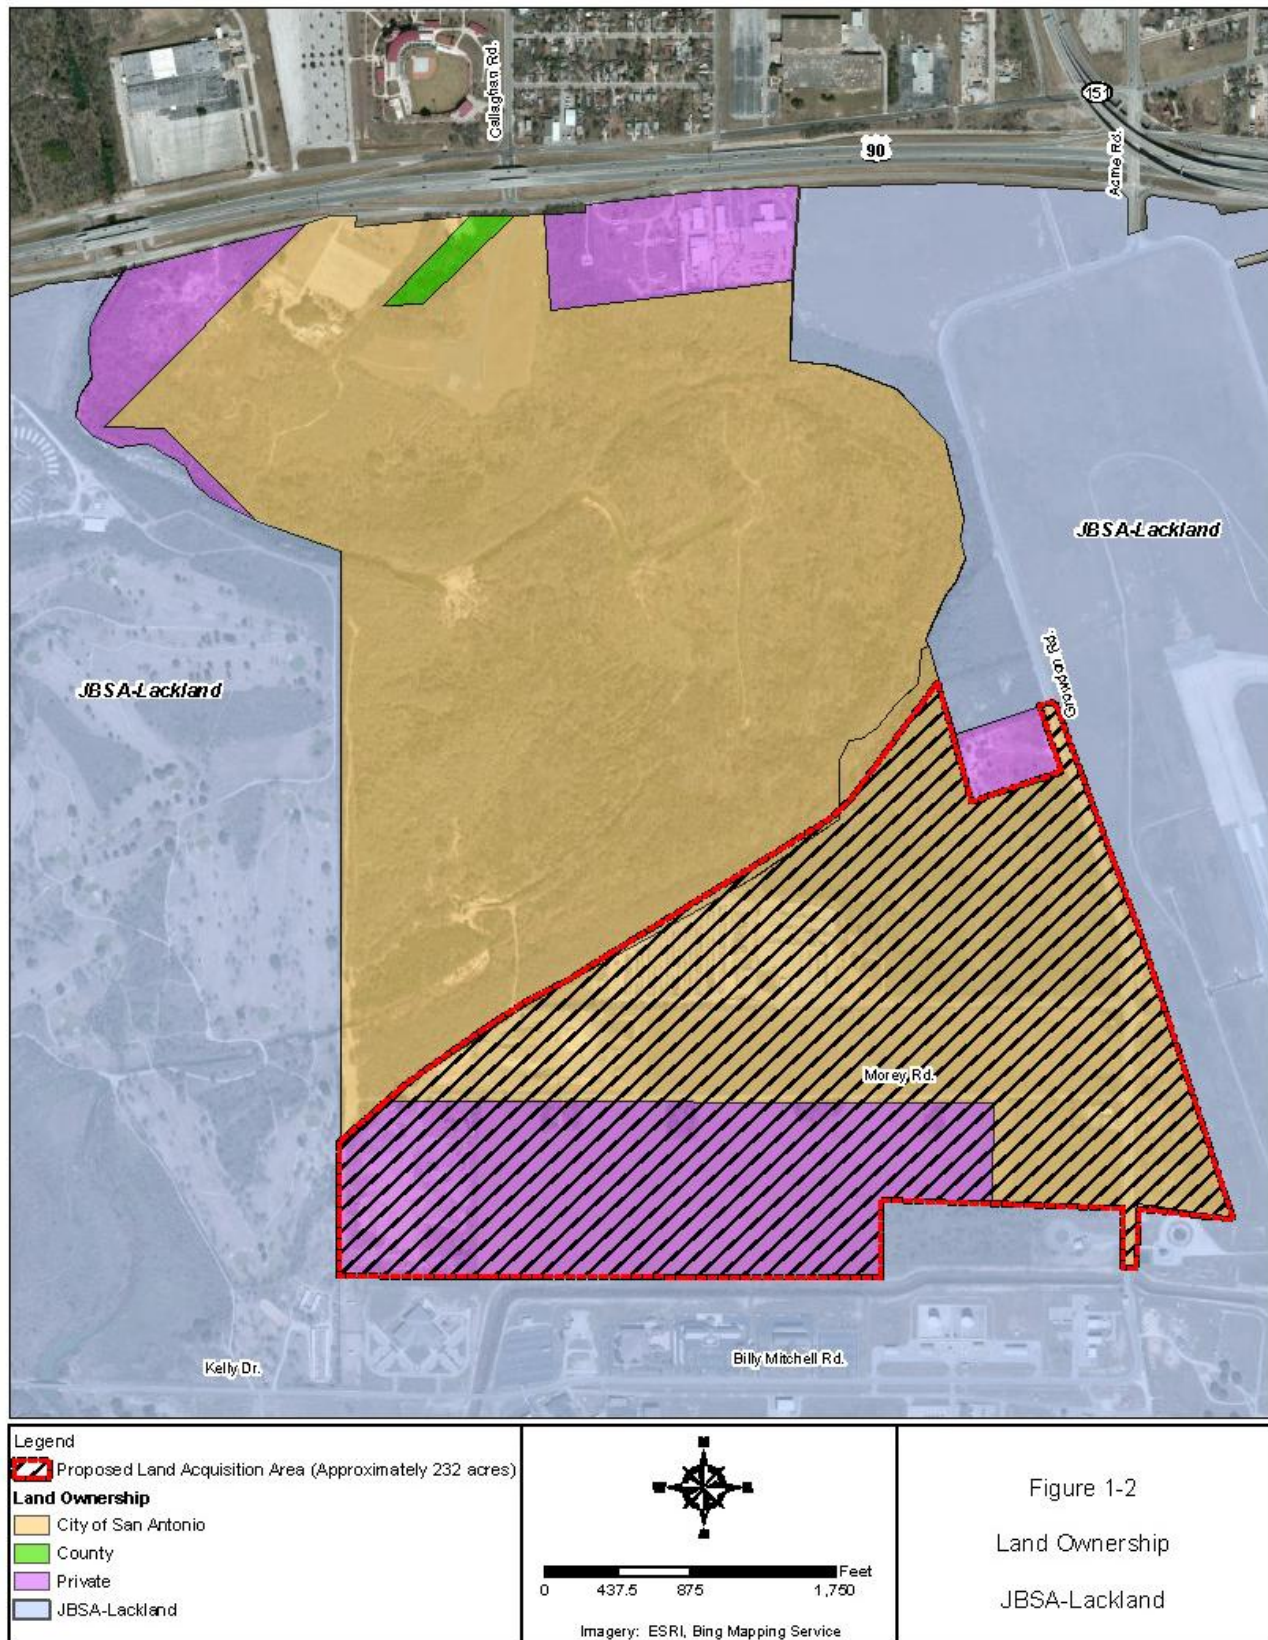 Callaghan Rd.
151
90
Acme Rd.
JBSA-Lackland
Growdon Rd.
JBSA-Lackland
Morey Rd.
Kelly Dr.
Billy Mitchell Rd.
Legend
Proposed Land Acquisition Area (Approximately 232 acres)
Land Ownership
City of San Antonio
County
Private
JBSA-Lackland
Feet
0 437.5 875 1,750
Imagery: ESRI, Bing Mapping Service
Figure 1-2
Land Ownership
JBSA-Lackland